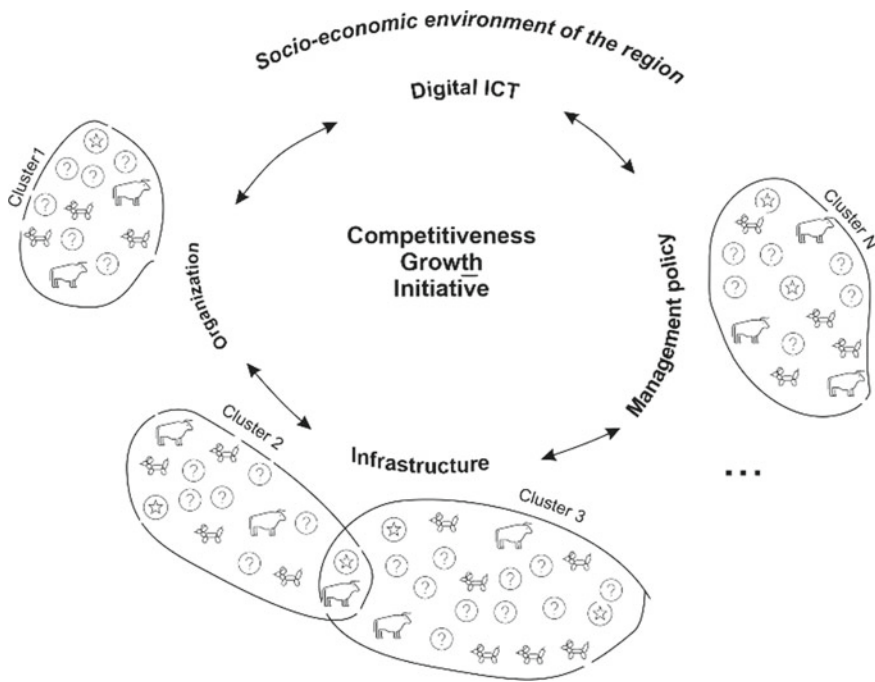 Socio-economic environment of the region
Digital ICT
Cluster1
Cluster N
Competitiveness
Growth
Initiative
Organization
Management policy
Cluster 2
Infrastructure
...
Cluster 3